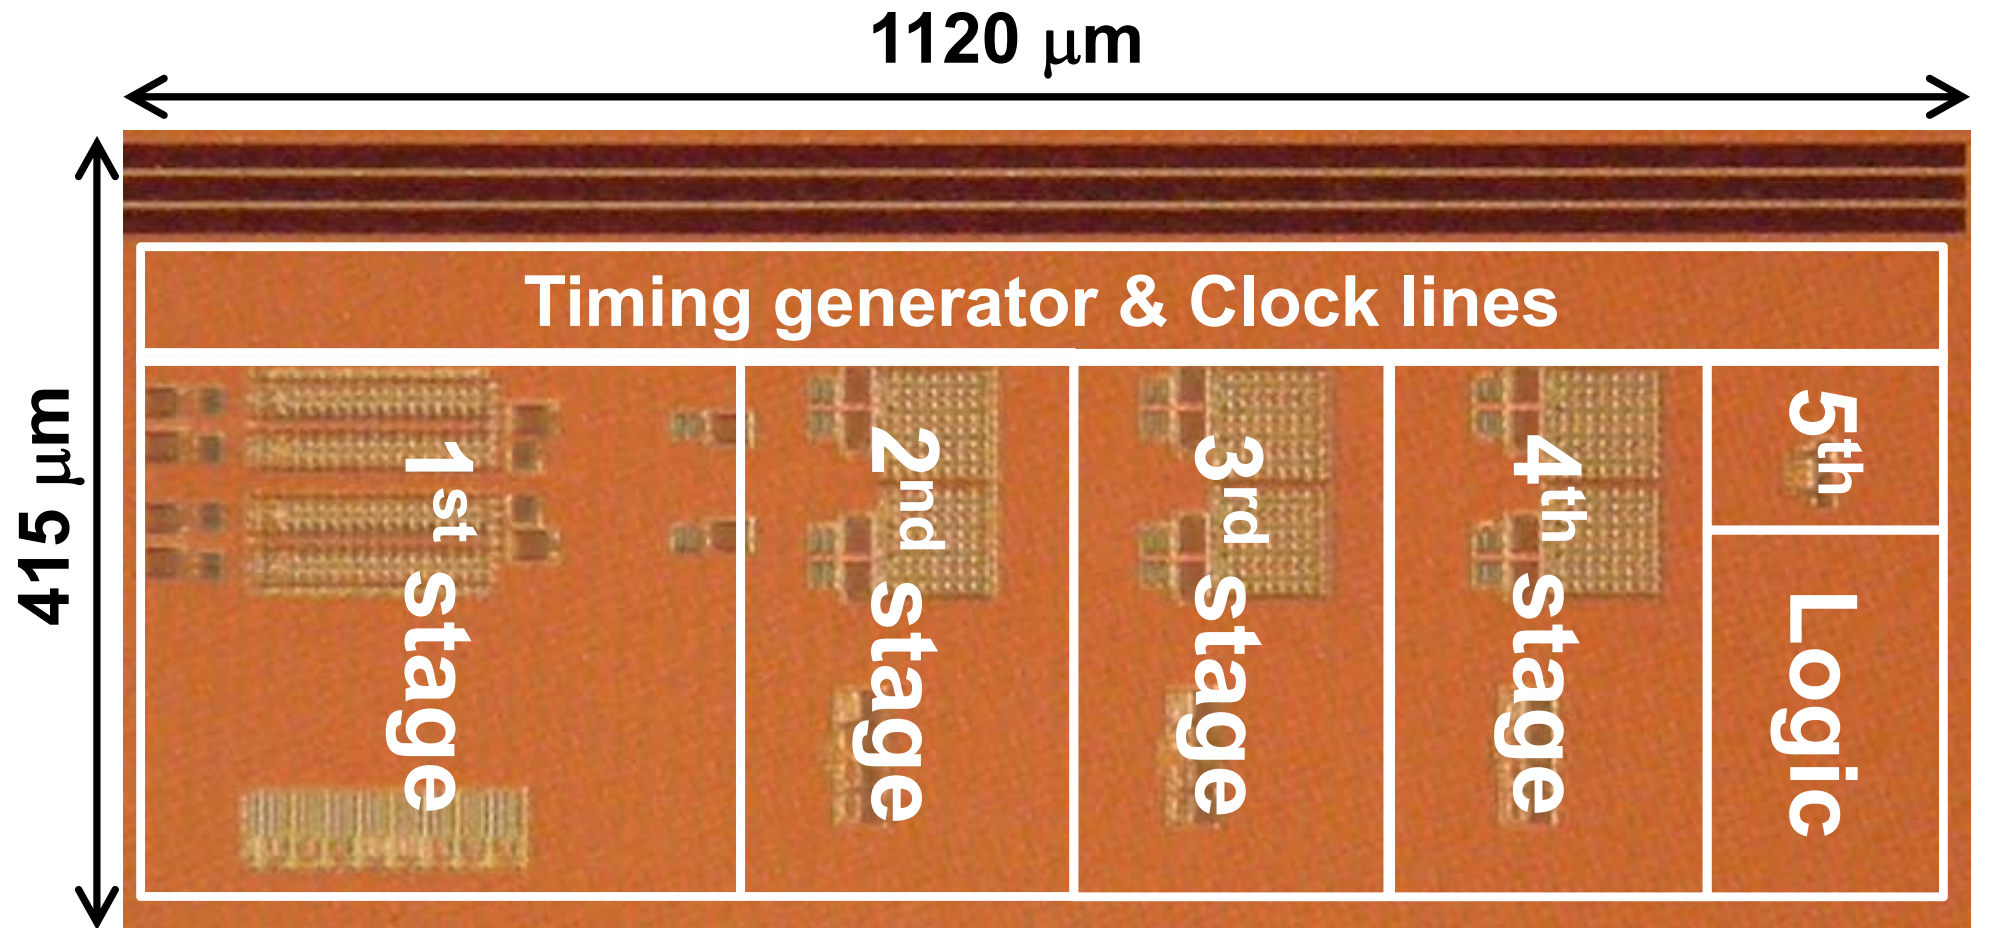 1120 μm
415 μm
Timing generator & Clock lines
1st stage
2nd stage
3rd stage
4th stage
5th
Logic